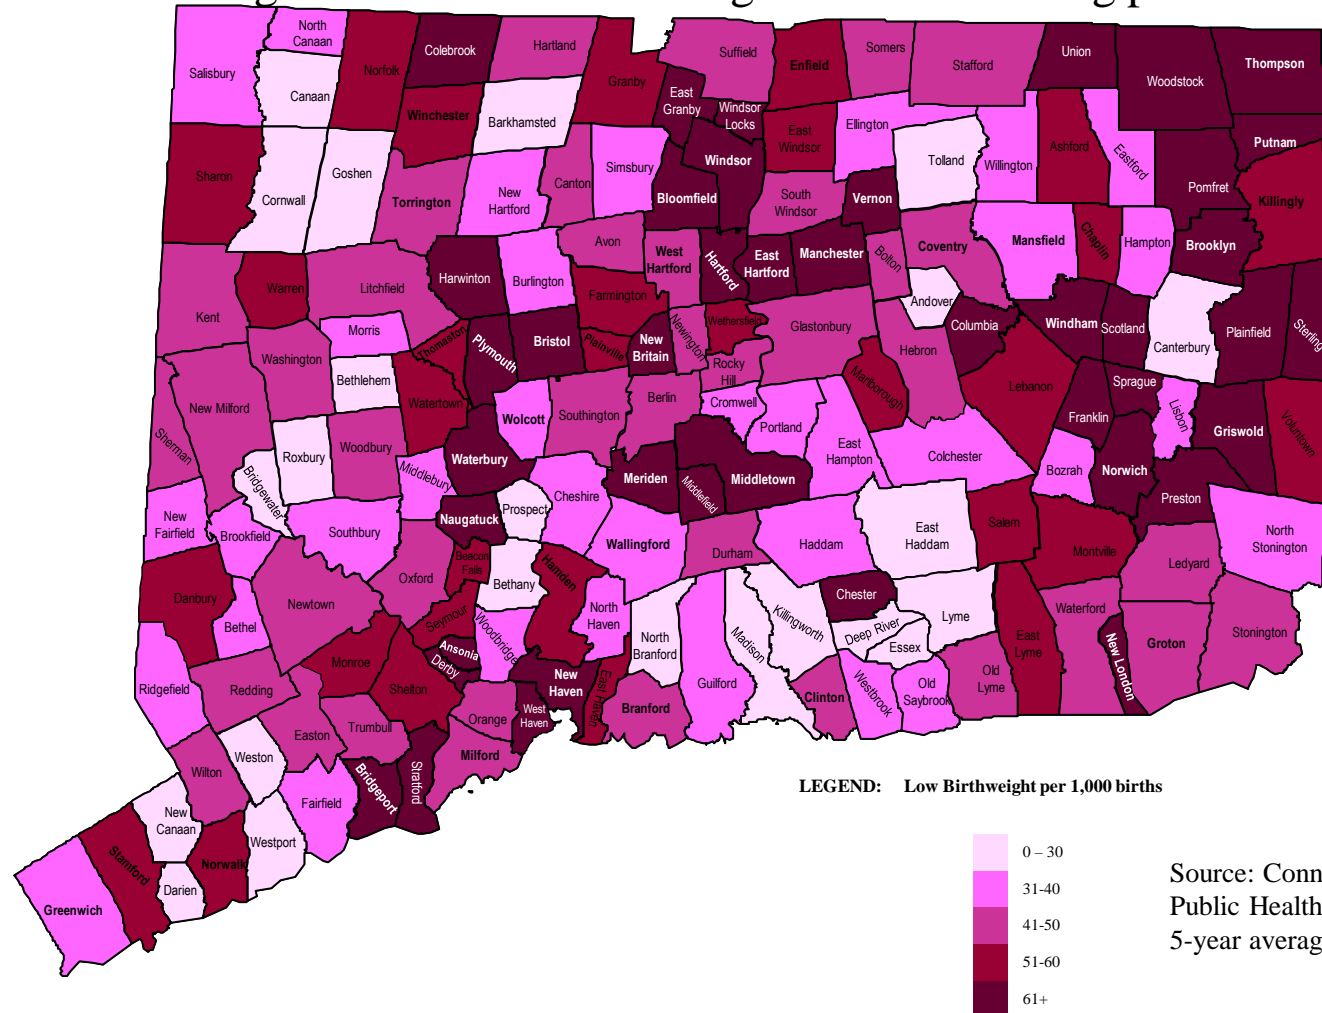 North
Canaan
Colebrook
Hartland
Suffield
Somers
Union
Salisbury
Norfolk
Enfield
Stafford
Thompson
Canaan
Granby
East
Granby
Woodstock
Winchester
Barkhamsted
Windsor
Locks
Ellington
East
Windsor
Putnam
Tolland
Willington
Ashford
Eastford
Sharon
Goshen
Simsbury
Windsor
Pomfret
Canton
Cornwall
New
Hartford
Torrington
Bloomfield
South
Windsor
Vernon
Killingly
Avon
West
Hartford
Hartford
East
Hartford
Manchester
Bolton
Coventry
Mansfield
Chaplin
Hampton
Brooklyn
Warren
Litchfield
Harwinton
Burlington
Farmington
Andover
Kent
Morris
Thomaston
Plymouth
Bristol
Plainville
New
Britain
Newington
Wethersfield
Glastonbury
Columbia
Windham
Scotland
Canterbury
Plainfield
Sterling
Washington
Bethlehem
Watertown
Rocky
Hill
Hebron
Marlborough
Lebanon
Sprague
Franklin
Lisbon
Griswold
Voluntown
New Milford
Sherman
Wolcott
Southington
Berlin
Cromwell
Portland
East
Hampton
Colchester
Bozrah
Norwich
Roxbury
Woodbury
Bridgewater
Middlebury
Waterbury
Cheshire
Meriden
Middlefield
Middletown
Preston
New
Fairfield
Brookfield
Southbury
Naugatuck
Prospect
Wallingford
Durham
Haddam
East
Haddam
Salem
Montville
North
Stonington
Ledyard
Danbury
Bethel
Newtown
Oxford
Beacon
Falls
Bethany
Hamden
North
Haven
North
Branford
Madison
Killingworth
Chester
Deep River
Essex
Lyme
Waterford
Groton
Stonington
Seymour
Woodbridge
Ansonia
Derby
Monroe
Shelton
New
Haven
East Haven
Guilford
East
Lyme
New London
Ridgefield
Redding
Orange
West
Haven
Branford
Clinton
Westbrook
Old
Saybrook
Old
Lyme
Weston
Easton
Trumbull
Milford
Wilton
Bridgeport
Stratford
Fairfield
New
Canaan
Westport
Stamford
Norwalk
Darien
Greenwich
LEGEND: Low Birthweight per 1,000 births
0 – 30
31-40
41-50
51-60
61+
Source: Conn
Public Health
5-year averag